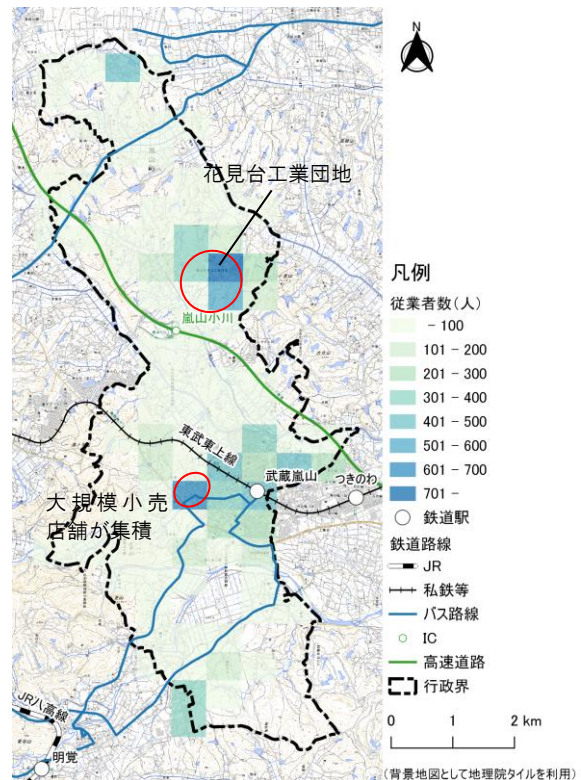 N
花見台工業団地
嵐山小川
東武東上線
武蔵嵐山
つきのわ
大規模小売
店舗が集積
JR八高線
明覚
凡例
従業者数(人)
- 100
101 - 200
201 - 300
301 - 400
401 - 500
501 - 600
601 - 700
701 -
鉄道駅
鉄道路線
JR
私鉄等
バス路線
IC
高速道路
行政界
0 1 2 km
(背景地図として地理院タイルを利用)